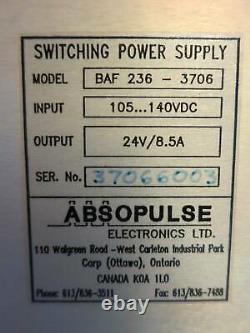 SWITCHING POWER SUPPLY
MODEL BAF 236 - 3706
INPUT 105...140VDC
OUTPUT 24V/8.5A
SER. No. 37066003
ABSOPULSE
ELECTRONICS LTD.
110 Walgreen Road -West Carleton Industrial Park
Corp (Ottawa), Ontario
CANADA K0A 1L0
Phone: 613/836-3511 Fax: 613/836-7488